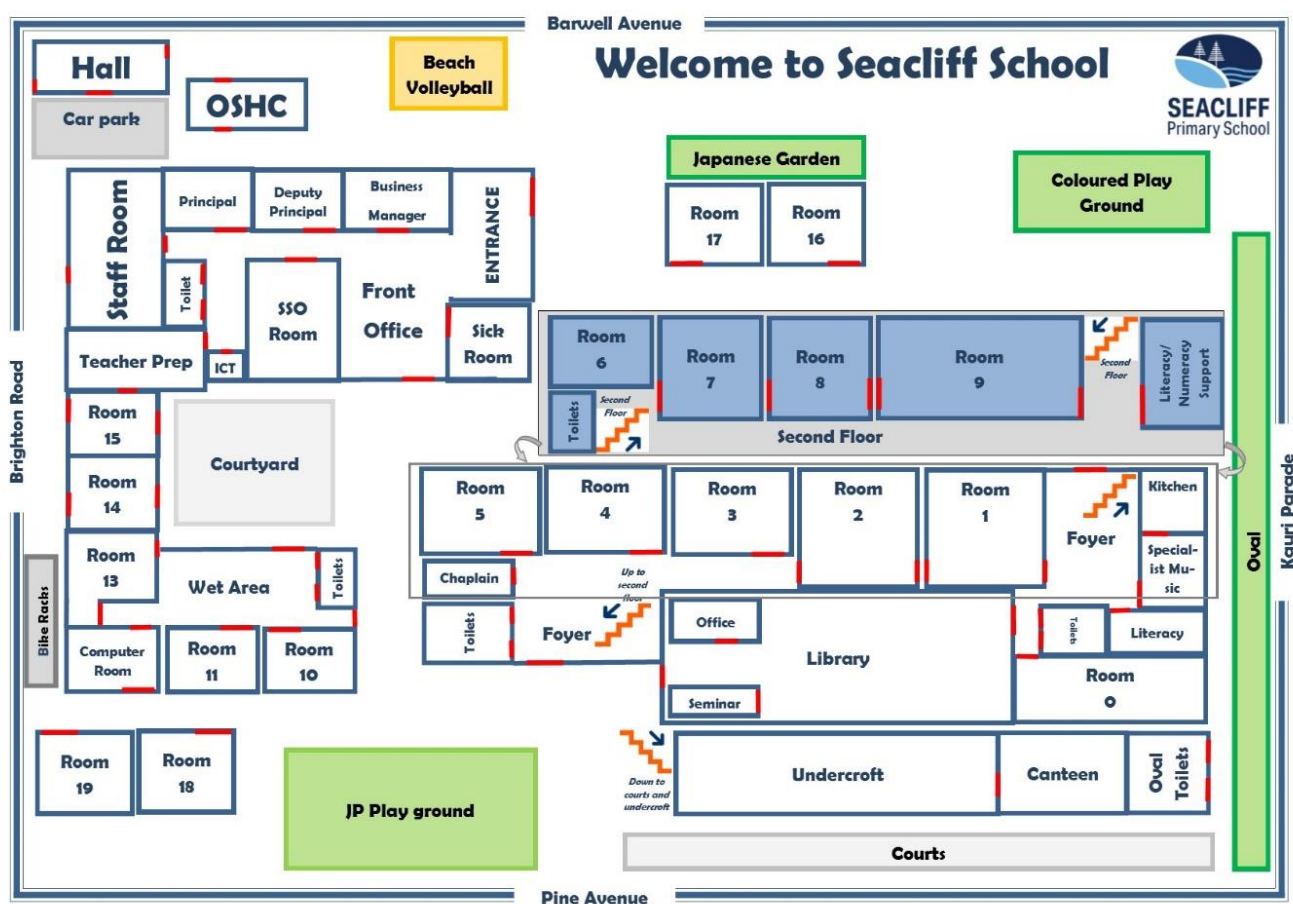 Barwell Avenue
Welcome to Seacliff School
SEACLIFF
Primary School
Hall
Car park
OSHC
Beach
Volleyball
Japanese Garden
Room
17
Room
16
Coloured Play
Ground
Staff Room
Principal
Deputy
Principal
Business
Manager
ENTRANCE
Toilet
SSO
Room
Front
Office
Sick
Room
Teacher Prep
ICT
Brighton Road
Room
15
Room
14
Room
13
Courtyard
Wet Area
Toilets
Bike Racks
Computer
Room
Room
11
Room
10
Room
6
Room
7
Room
8
Room
9
Second
Floor
Literacy/
Numeracy
Support
Toilets
Second
Floor
Second Floor
Room
5
Room
4
Room
3
Room
2
Room
1
Foyer
Kitchen
Special-
ist Mu-
sic
Chaplain
Up to
second
floor
Toilets
Foyer
Office
Library
Seminar
Toilets
Literacy
Room
0
Oval
Kauri Parade
Room
19
Room
18
JP Play ground
Down to
courts and
undercroft
Undercroft
Canteen
Oval
Toilets
Courts
Pine Avenue